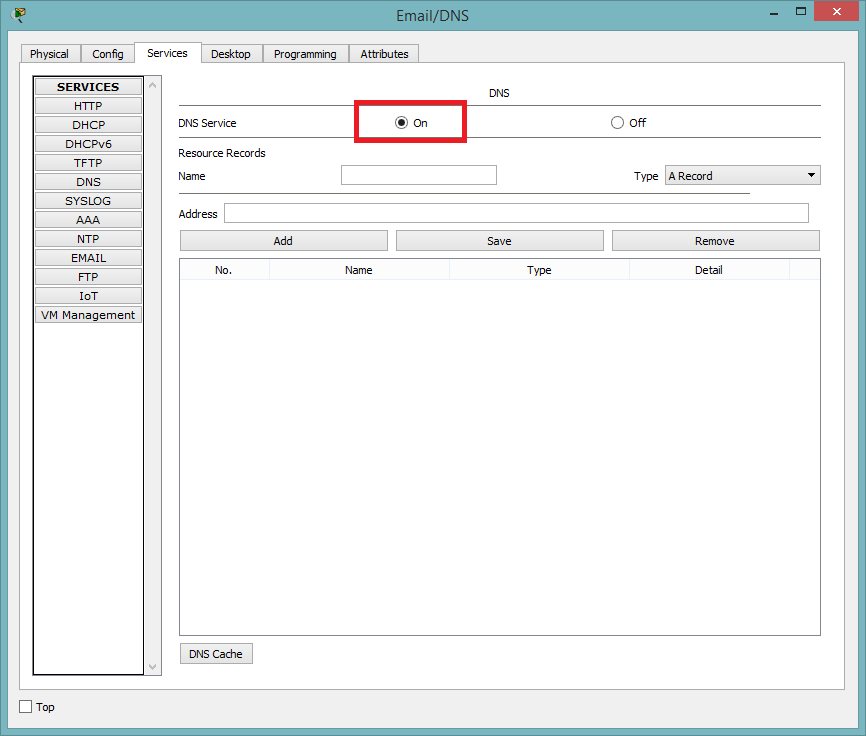 Email/DNS
Physical Config Services Desktop Programming Attributes
SERVICES
HTTP
DHCP
DHCPv6
TFTP
DNS
SYSLOG
AAA
NTP
EMAIL
FTP
IoT
VM Management
DNS
DNS Service On Off
Resource Records
Name Type A Record
Address
Add Save Remove
No. Name Type Detail
DNS Cache
Top